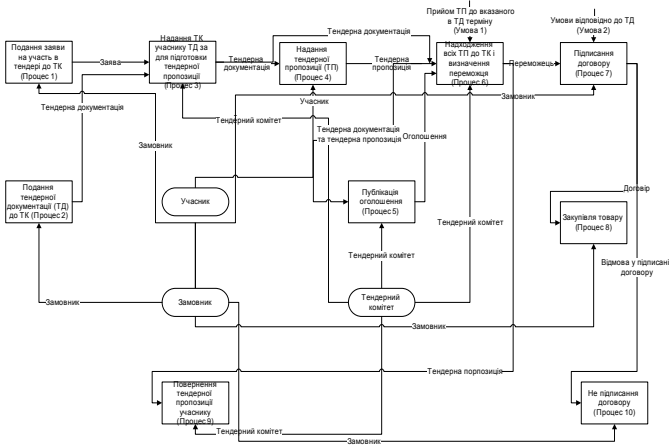 Прийом ТП до вказаного
в ТД терміну
(Умова 1)
Умови відповідно до ТД
(Умова 2)
Подання заяви
на участь в
тендері до ТК
(Процес 1)
Заява
Надання ТК
учаснику ТД за
для підготовки
тендерної
пропозиції
(Процес 3)
Тендерна документація
Тендерна
документація
Надання
тендерної
пропозиції (ТП)
(Процес 4)
Тендерна
пропозиція
Надходження
всіх ТП до ТК і
визначення
переможця
(Процес 6)
Переможець
Підписання
договору
(Процес 7)
Учасник
Замовник
Тендерна документація
Тендерний комітет
Тендерна документація
та тендерна пропозиція
Оголошення
Замовник
Подання
тендерної
документації (ТД)
до ТК (Процес 2)
Учасник
Публікація
оголошення
(Процес 5)
Договір
Закупівля товару
(Процес 8)
Тендерний комітет
Тендерний комітет
Відмова у підписані
договору
Замовник
Замовник
Тендерний
комітет
Замовник
Тендерна порпозиція
Повернення
тендерної
пропозиції
учаснику
(Процес 9)
Тендерний комітет
Не підписання
договору
(Процес 10)
Замовник